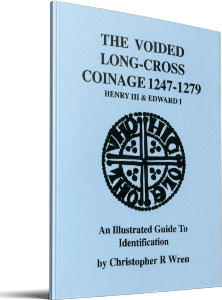 THE VOIDED
LONG-CROSS
COINAGE 1247-1279
HENRY III & EDWARD I
An Illustrated Guide To
Identification
by Christopher R Wren